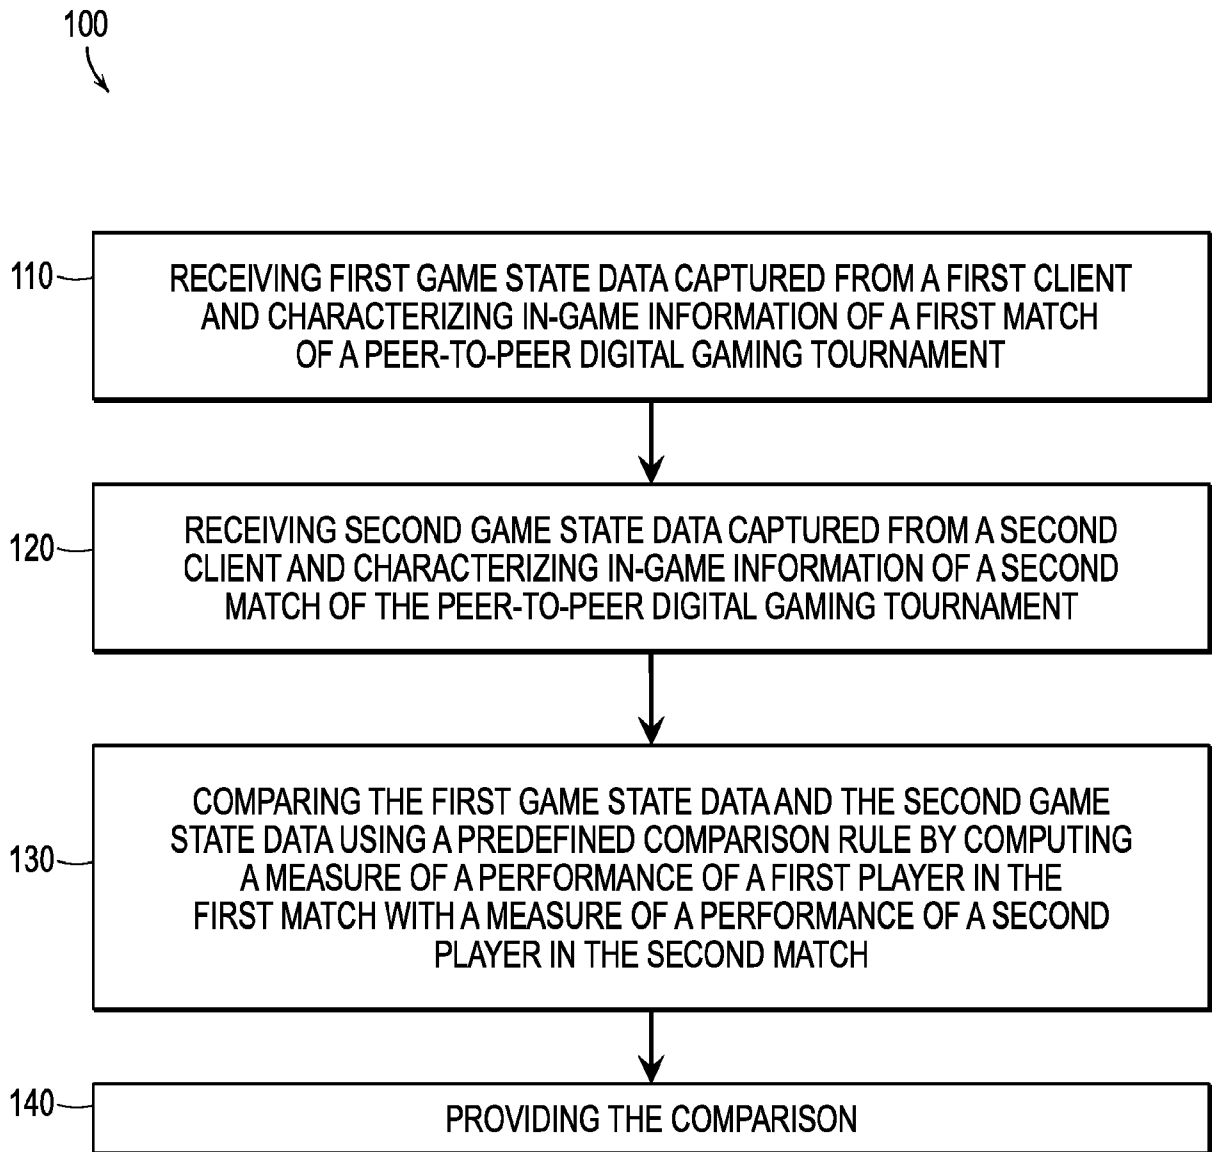 100
110
RECEIVING FIRST GAME STATE DATA CAPTURED FROM A FIRST CLIENT
AND CHARACTERIZING IN-GAME INFORMATION OF A FIRST MATCH
OF A PEER-TO-PEER DIGITAL GAMING TOURNAMENT
120
RECEIVING SECOND GAME STATE DATA CAPTURED FROM A SECOND
CLIENT AND CHARACTERIZING IN-GAME INFORMATION OF A SECOND
MATCH OF THE PEER-TO-PEER DIGITAL GAMING TOURNAMENT
130
COMPARING THE FIRST GAME STATE DATA AND THE SECOND GAME
STATE DATA USING A PREDEFINED COMPARISON RULE BY COMPUTING
A MEASURE OF A PERFORMANCE OF A FIRST PLAYER IN THE
FIRST MATCH WITH A MEASURE OF A PERFORMANCE OF A SECOND
PLAYER IN THE SECOND MATCH
140
PROVIDING THE COMPARISON